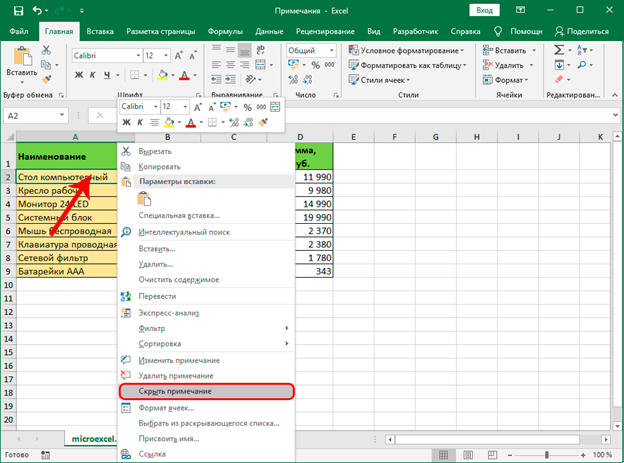 Примечания - Excel
Вход
Файл Главная Вставка Разметка страницы Формулы Данные Рецензирование Вид Разработчик Справка Помощн Поделиться
Вставить
Calibri 12
Ж К Ч
Общий
Условное форматирование
Форматировать как таблицу
Стили ячеек
Вставить
Удалить
Формат
Буфер обмена Шрифт Выравнивание Число Стили Ячейки Редактирован...
Calibri 12
Ж К
A2
A B C D E F G H I J K
1 Наименование мма,
уб.
2 Стол компьютерный 11 990
3 Кресло рабоч 9 980
4 Монитор 24 LED 14 990
5 Системный блок 19 990
6 Мышь беспроводная 2 370
7 Клавиатура проводная 2 380
8 Сетевой фильтр 1 780
9 Батарейки ААА 343
10
11
12
13
14
15
16
17
18
19
20
Вырезать
Копировать
Параметры вставки:
Специальная вставка...
Интеллектуальный поиск
Вставить...
Удалить...
Очистить содержимое
Перевести
Экспресс-анализ
Фильтр
Сортировка
Изменить примечание
Удалить примечание
Скрыть примечание
Формат ячеек...
Выбрать из раскрывающегося списка...
Присвоить имя...
Ссылка
microexcel.
Готово
100 %